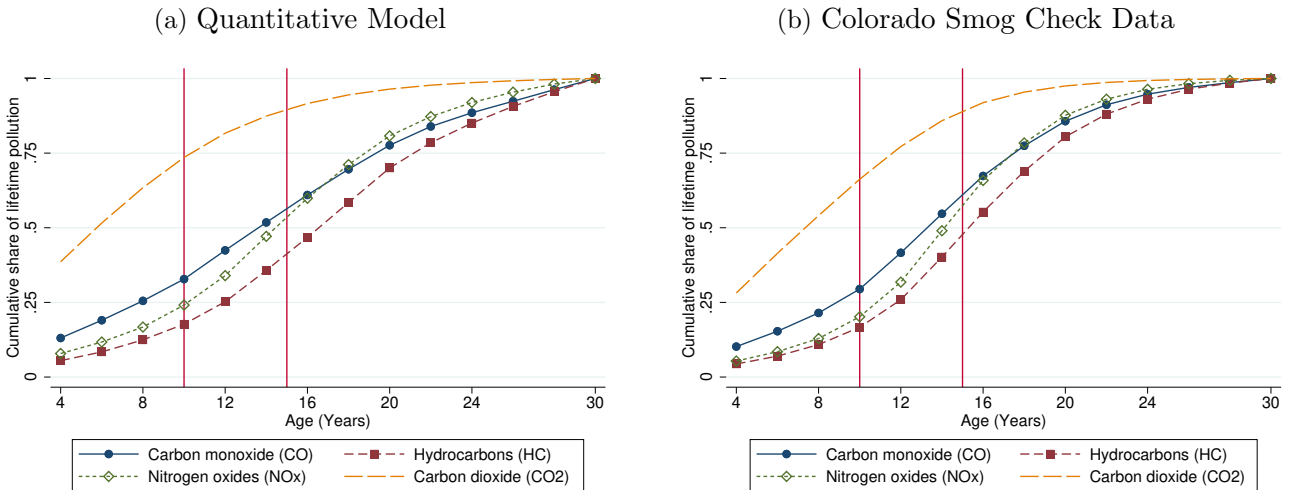 (a) Quantitative Model
Cumulative share of lifetime pollution
1
.75
.5
.25
0
4 8 12 16 20 24 30
Age (Years)
Carbon monoxide (CO) Hydrocarbons (HC)
Nitrogen oxides (NOx) Carbon dioxide (CO2)
(b) Colorado Smog Check Data
Cumulative share of lifetime pollution
1
.75
.5
.25
0
4 8 12 16 20 24 30
Age (Years)
Carbon monoxide (CO) Hydrocarbons (HC)
Nitrogen oxides (NOx) Carbon dioxide (CO2)